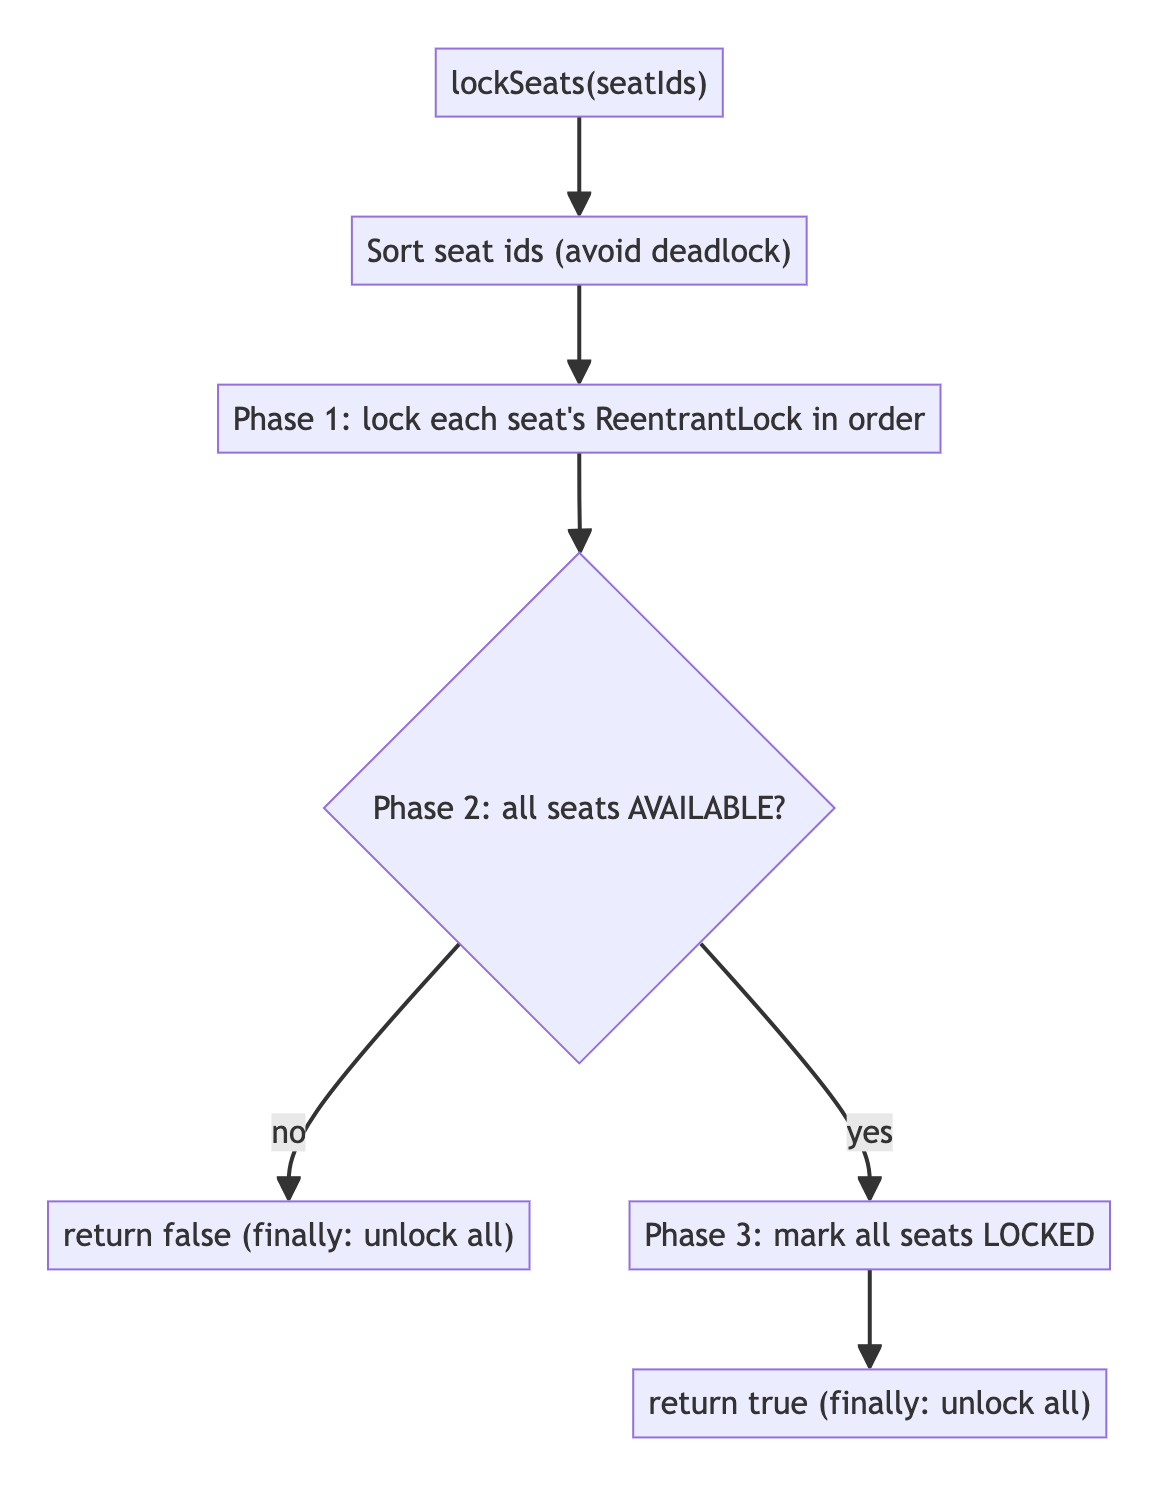 lockSeats(seatIds)
Sort seat ids (avoid deadlock)
Phase 1: lock each seat's ReentrantLock in order
Phase 2: all seats AVAILABLE?
no
yes
return false (finally: unlock all)
Phase 3: mark all seats LOCKED
return true (finally: unlock all)